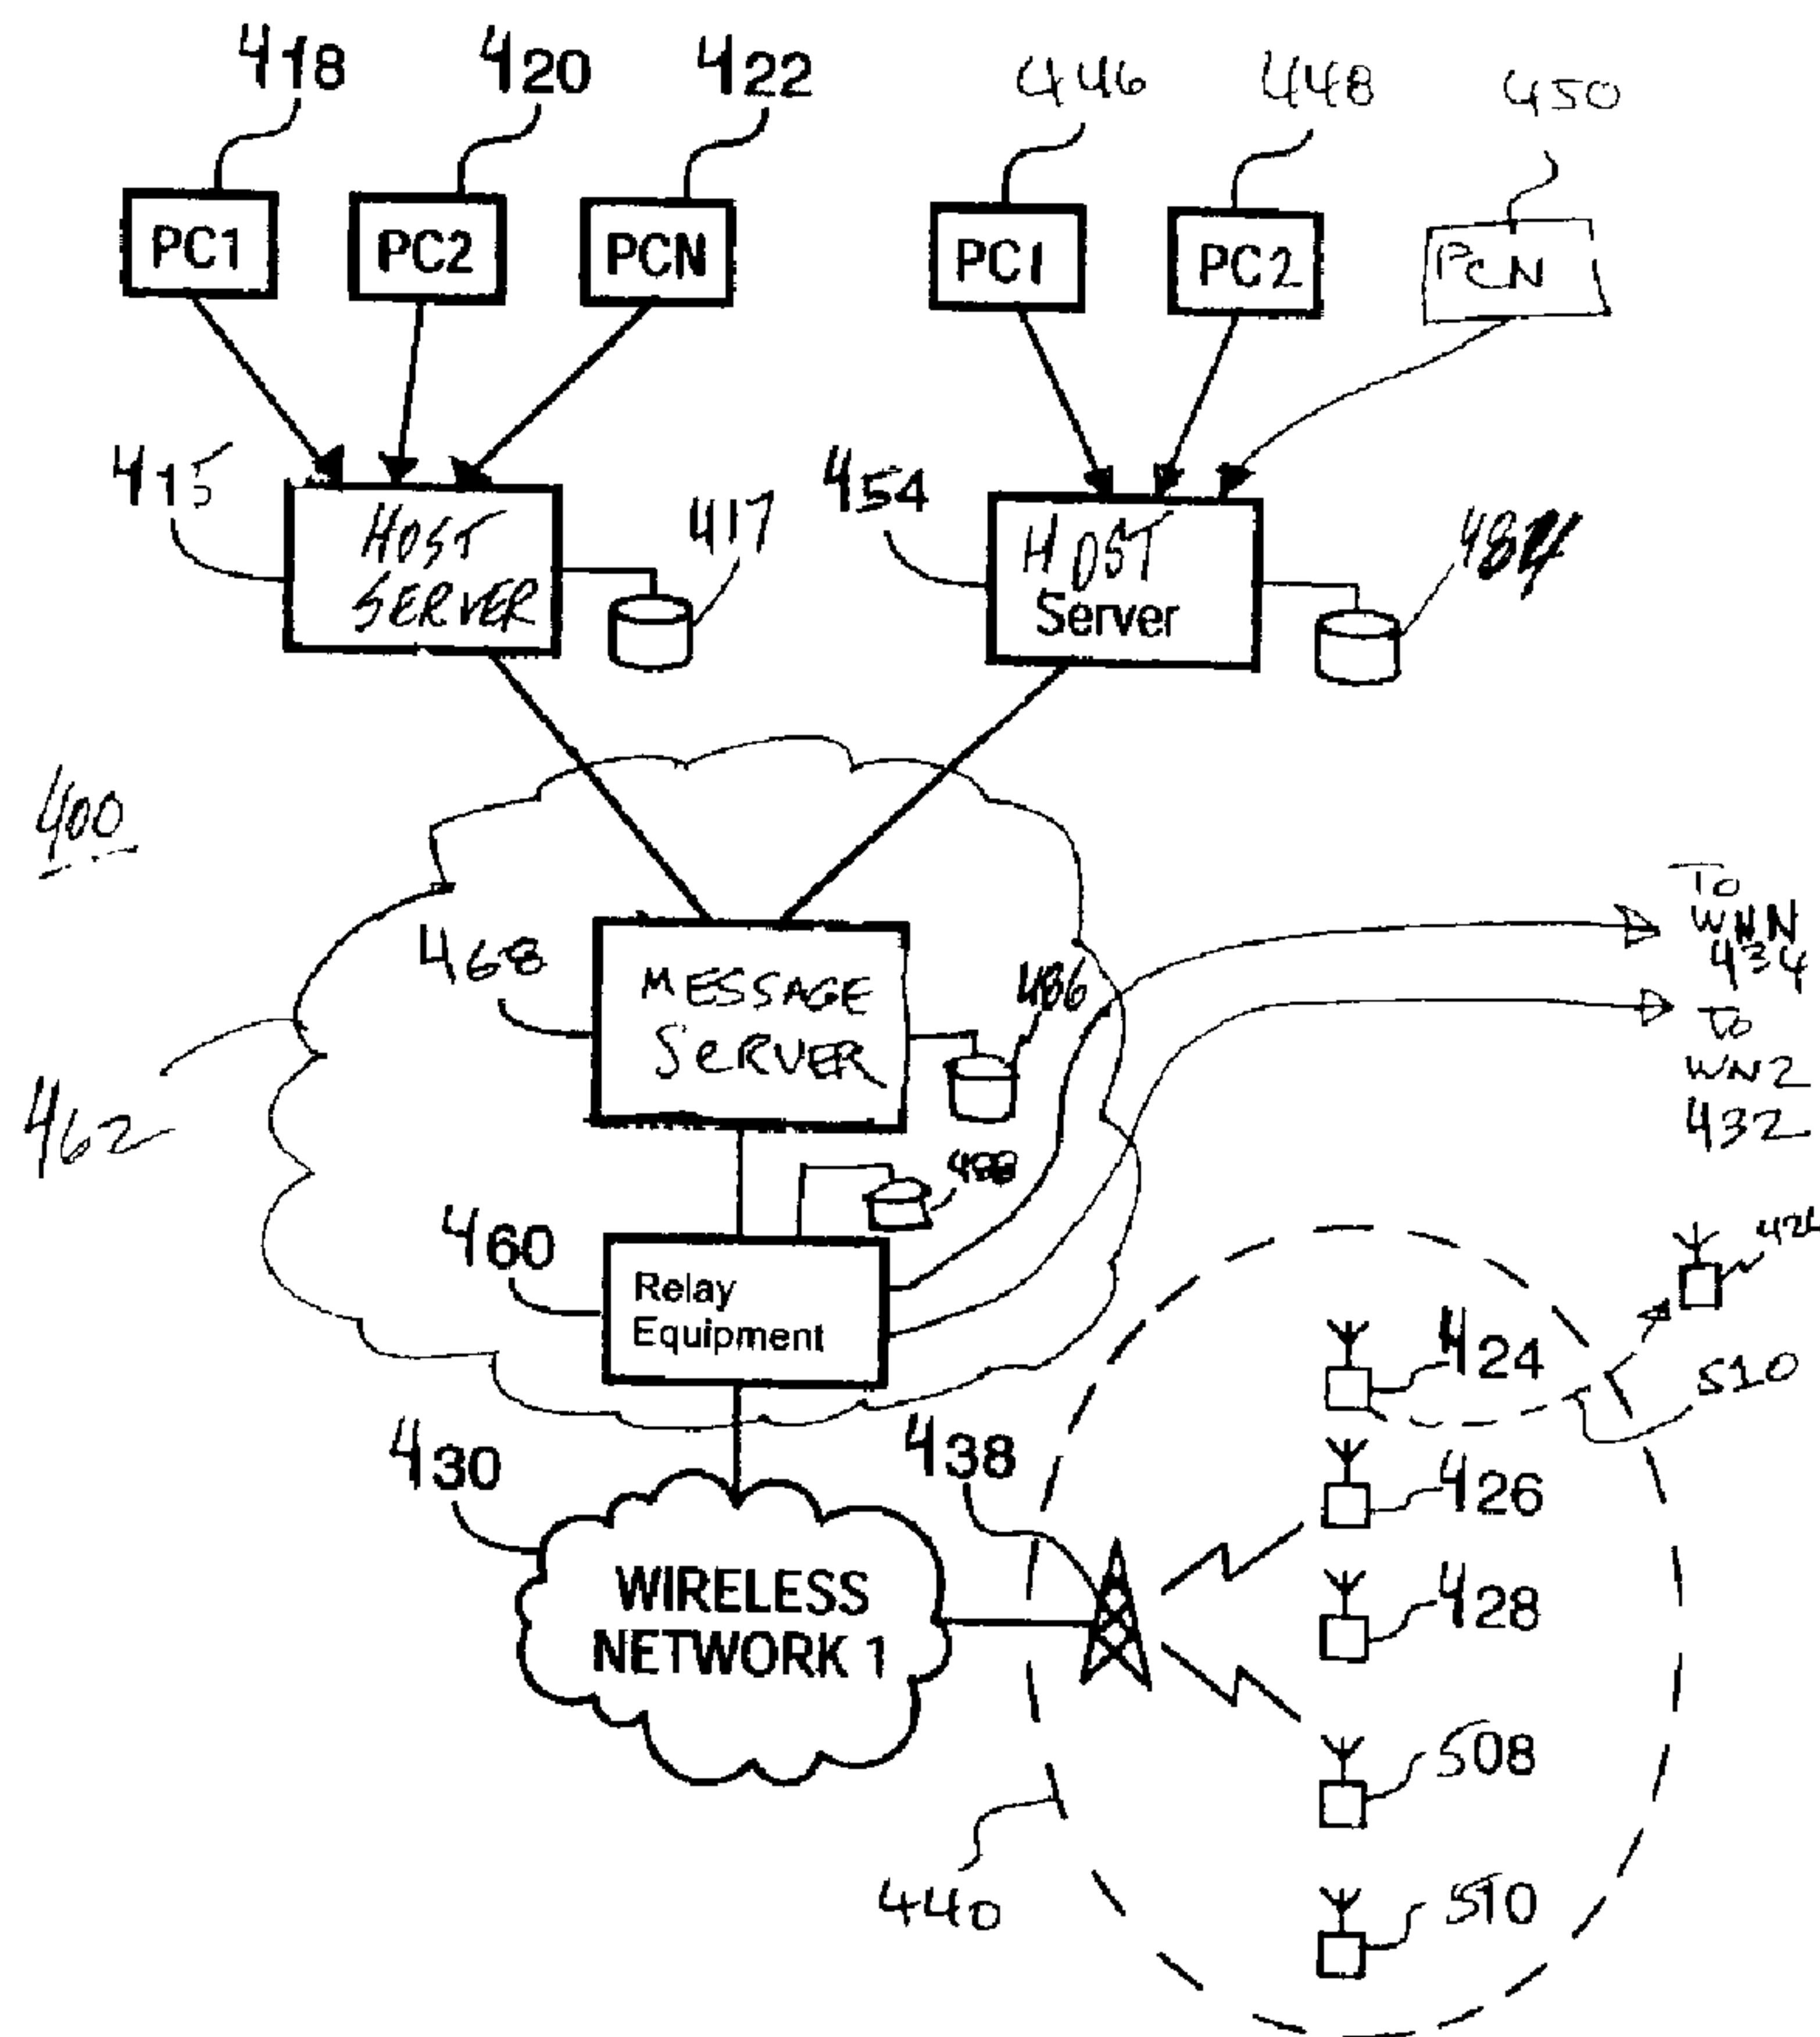 418 420 422 446 448 450
PC1 PC2 PCN PC1 PC2 PCN
415 417 454
HOST
SERVER
HOST
Server
400
To
WNN
434
468
MESSAGE
SERVER
486
To
WN2
432
462
460
Relay
Equipment
424
510
430
438
426
WIRELESS
NETWORK 1
428
508
440
510